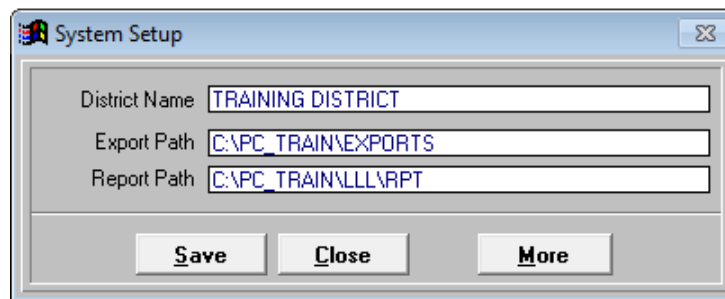 System Setup
District Name TRAINING DISTRICT
Export Path C:\PC_TRAIN\EXPORTS
Report Path C:\PC_TRAIN\LLL\RPT
Save Close More